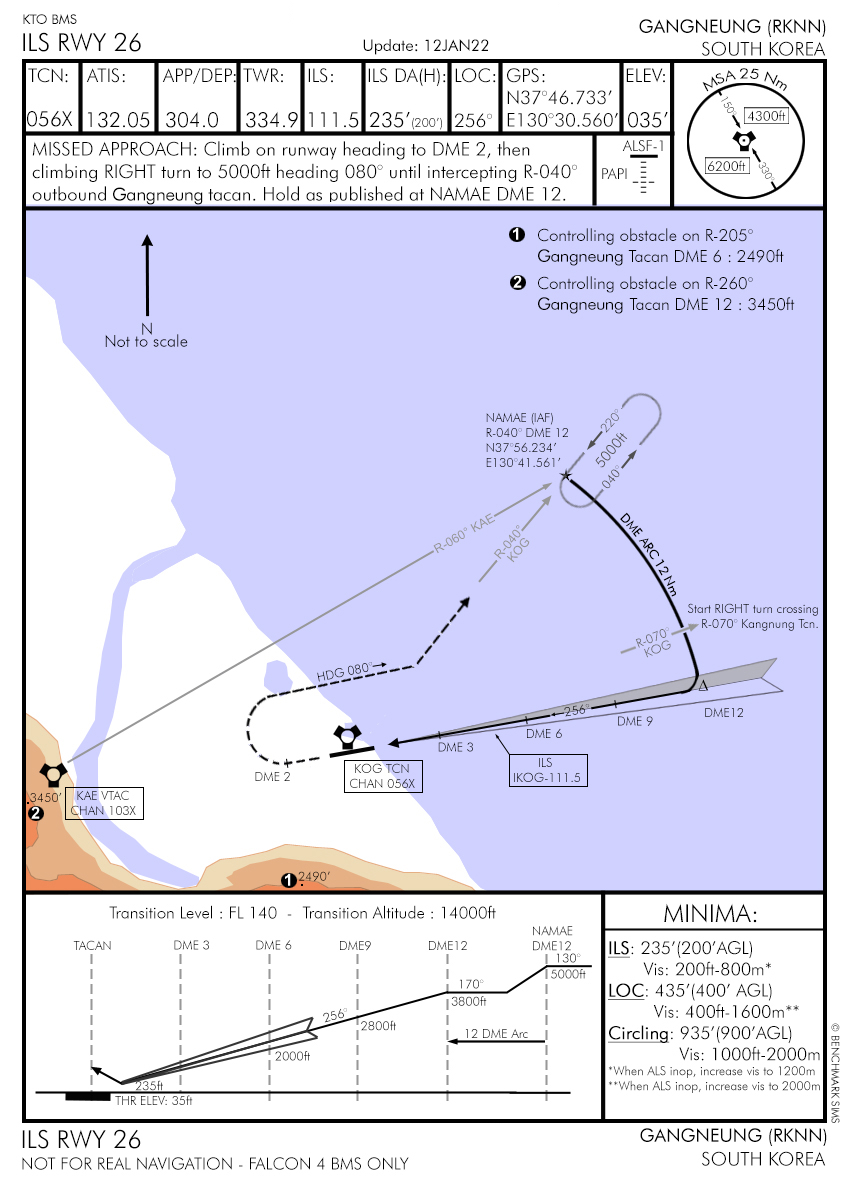 KTO BMS
ILS RWY 26
Update: 12JAN22
GANGNEUNG (RKNN)
SOUTH KOREA
TCN:
056X
ATIS:
132.05
APP/DEP:
304.0
TWR:
334.9
ILS:
111.5
ILS DA(H):
235'(200')
LOC:
256°
GPS:
N37°46.733'
E130°30.560'
ELEV:
035'
MSA 25 Nm
150°
4300ft
6200ft
330°
MISSED APPROACH: Climb on runway heading to DME 2, then
climbing RIGHT turn to 5000ft heading 080° until intercepting R-040°
outbound Gangneung tacan. Hold as published at NAMAE DME 12.
ALSF-1
PAPI
N
Not to scale
1 Controlling obstacle on R-205°
Gangneung Tacan DME 6 : 2490ft
2 Controlling obstacle on R-260°
Gangneung Tacan DME 12 : 3450ft
NAMAE (IAF)
R-040° DME 12
N37°56.234'
E130°41.561'
220°
5000ft
040°
R-060° KAE
R-040°
KOG
DME ARC 12 Nm
Start RIGHT turn crossing
R-070° Kangnung Tcn.
R-070°
KOG
HDG 080°
256°
DME 3
DME 6
DME 9
DME12
DME 2
KOG TCN
CHAN 056X
ILS
IKOG-111.5
KAE VTAC
CHAN 103X
3450'
2
1
2490'
Transition Level : FL 140 - Transition Altitude : 14000ft
TACAN
DME 3
DME 6
DME9
DME12
NAMAE
DME12
130°
5000ft
170°
3800ft
256°
2800ft
2000ft
12 DME Arc
235ft
THR ELEV: 35ft
MINIMA:
ILS: 235'(200'AGL)
Vis: 200ft-800m*
LOC: 435'(400' AGL)
Vis: 400ft-1600m**
Circling: 935'(900'AGL)
Vis: 1000ft-2000m
*When ALS inop, increase vis to 1200m
**When ALS inop, increase vis to 2000m
© BENCHMARK SIMS
ILS RWY 26
NOT FOR REAL NAVIGATION - FALCON 4 BMS ONLY
GANGNEUNG (RKNN)
SOUTH KOREA